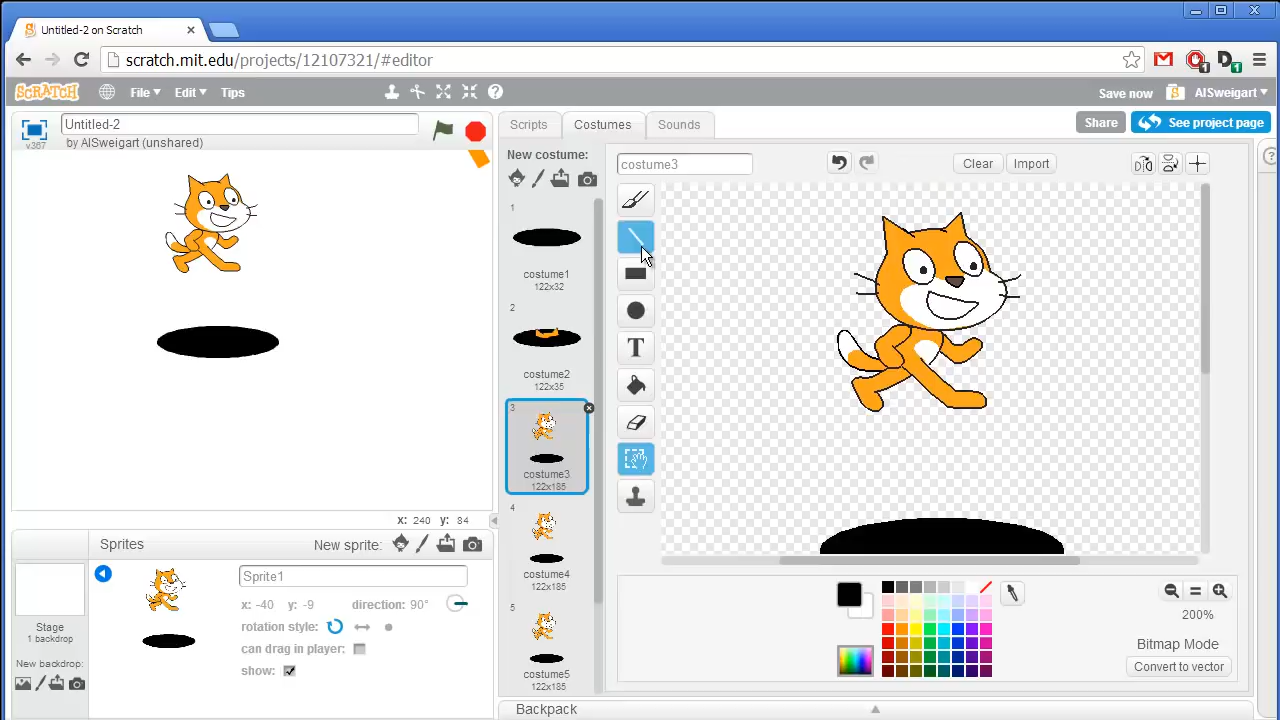 Untitled-2 on Scratch
scratch.mit.edu/projects/12107321/#editor
1
1
SCRATCH
File
Edit
Tips
Save now
AlSweigart
Untitled-2
by AlSweigart (unshared)
v387
Scripts
Costumes
Sounds
Share
See project page
New costume:
costume3
Clear
Import
1
costume1
122x32
2
costume2
122x35
3
costume3
122x185
4
costume4
122x185
5
costume5
122x185
T
x: 240 y: 84
Sprites
New sprite:
Sprite1
x: -40 y: -9 direction: 90°
rotation style:
can drag in player:
show:
Stage
1 backdrop
New backdrop:
200%
Bitmap Mode
Convert to vector
Backpack